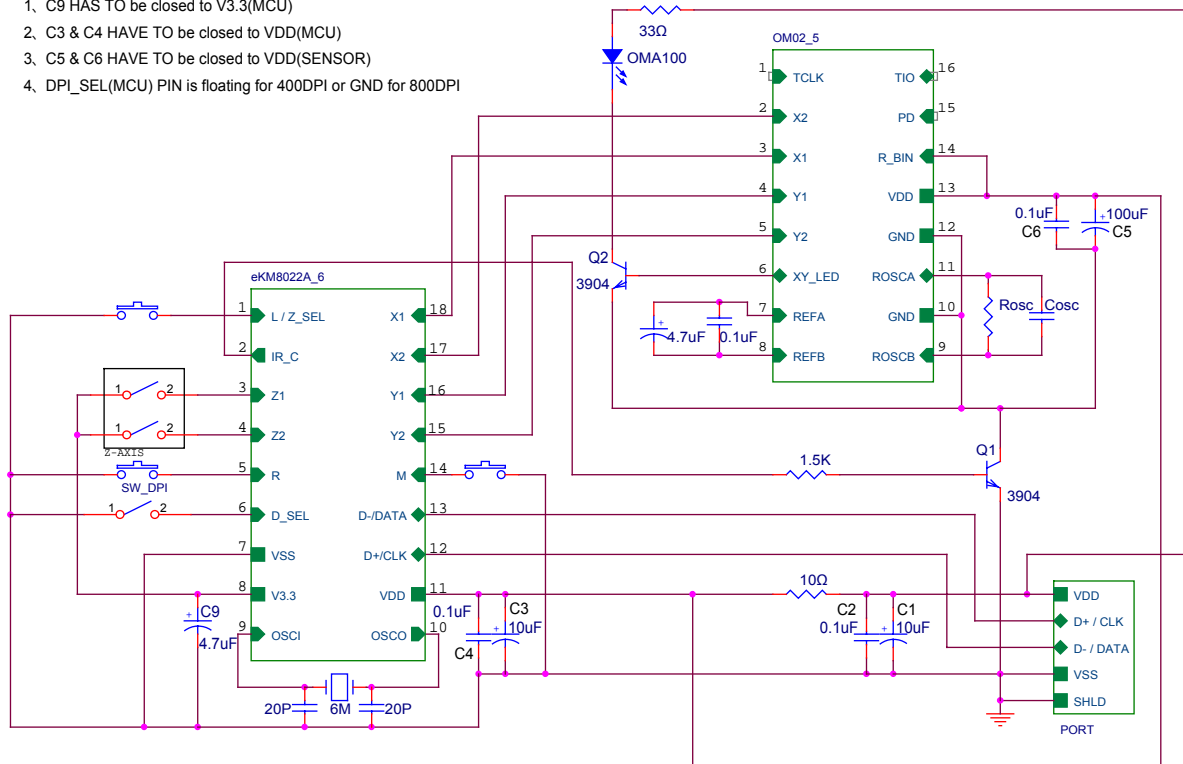 1、C9 HAS TO be closed to V3.3(MCU)
2、C3 & C4 HAVE TO be closed to VDD(MCU)
3、C5 & C6 HAVE TO be closed to VDD(SENSOR)
4、DPI_SEL(MCU) PIN is floating for 400DPI or GND for 800DPI
33Ω
OMA100
OM02_5
1 TCLK TIO 16
2 X2 PD 15
3 X1 R_BIN 14
4 Y1 VDD 13
5 Y2 GND 12
6 XY_LED ROSCA 11
7 REFA GND 10
8 REFB ROSCB 9
0.1uF
C6
+100uF
C5
Rosc
Cosc
Q2
3904
+
4.7uF
0.1uF
eKM8022A_6
1 L / Z_SEL X1 18
2 IR_C X2 17
3 Z1 Y1 16
4 Z2 Y2 15
5 R M 14
6 D_SEL D-/DATA 13
7 VSS D+/CLK 12
8 V3.3 VDD 11
9 OSCI OSCO 10
1 2
1 2
Z-AXIS
SW_DPI
1 2
1.5K
Q1
3904
+ C9
4.7uF
0.1uF
C4
C3
+
10uF
10Ω
C2
0.1uF
C1
+
10uF
20P
6M
20P
VDD
D+ / CLK
D- / DATA
VSS
SHLD
PORT